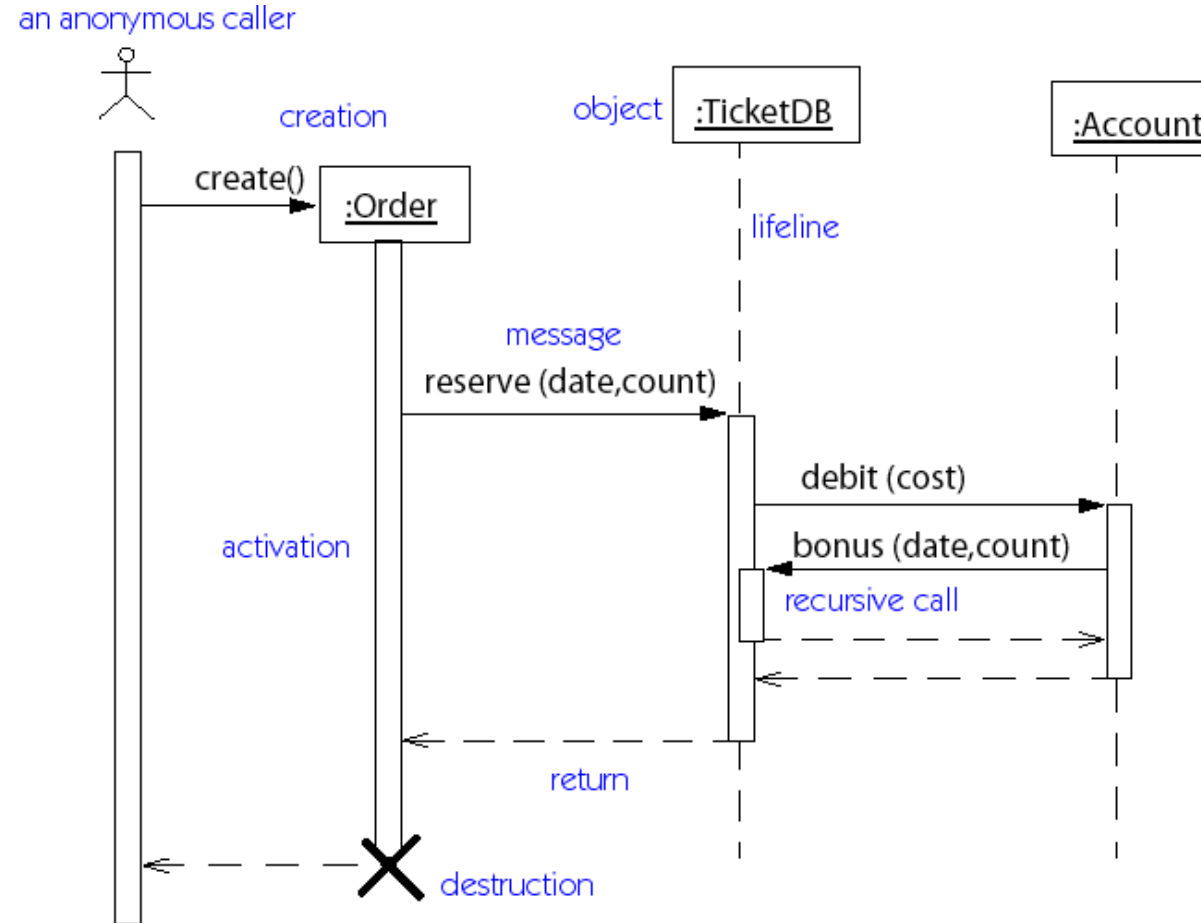 an anonymous caller
creation
object
:TicketDB
:Account
create()
:Order
lifeline
message
reserve (date,count)
debit (cost)
activation
bonus (date,count)
recursive call
return
destruction